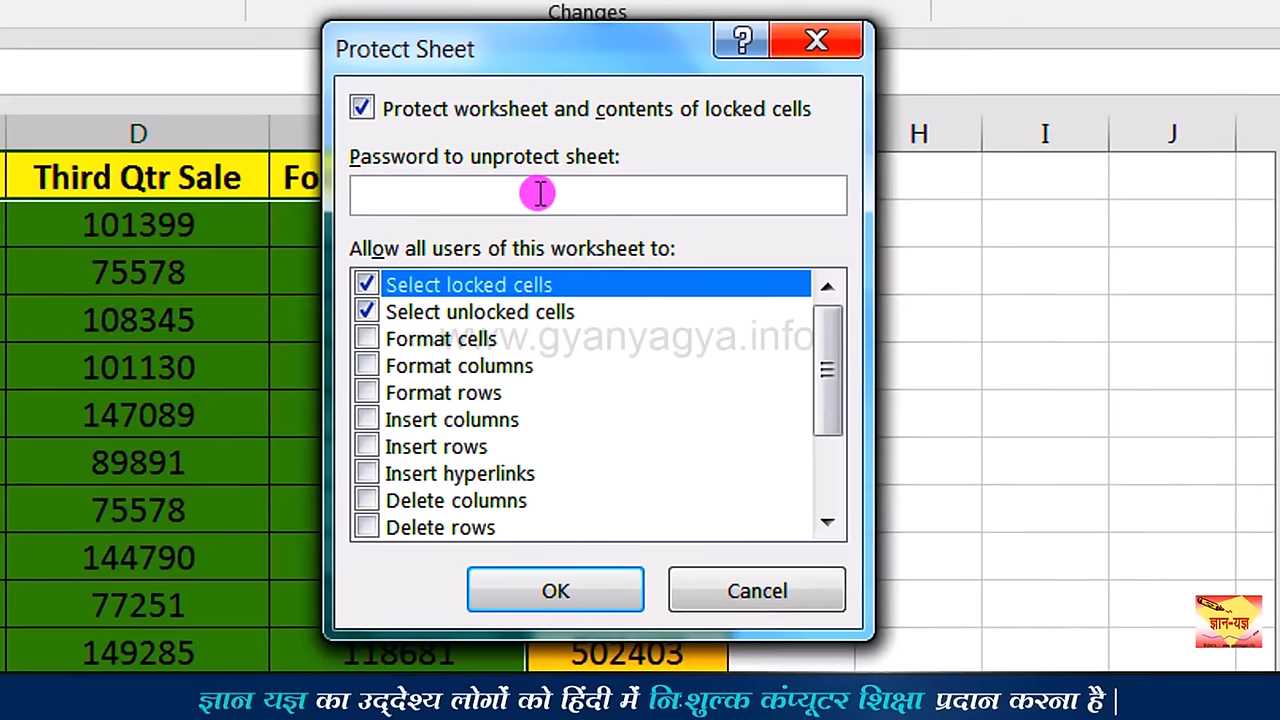 Changes
Protect Sheet
Protect worksheet and contents of locked cells
D
H
I
J
Password to unprotect sheet:
Third Qtr Sale
Fo
101399
Allow all users of this worksheet to:
75578
Select locked cells
Select unlocked cells
108345
www.gyanyagya.info
Format cells
101130
Format columns
Format rows
147089
Insert columns
Insert rows
89891
Insert hyperlinks
75578
Delete columns
Delete rows
144790
77251
OK
Cancel
149285
118681
502403
ज्ञान-यज्ञ
ज्ञान यज्ञ का उद्देश्य लोगों को हिंदी में निःशुल्क कंप्यूटर शिक्षा प्रदान करना है |